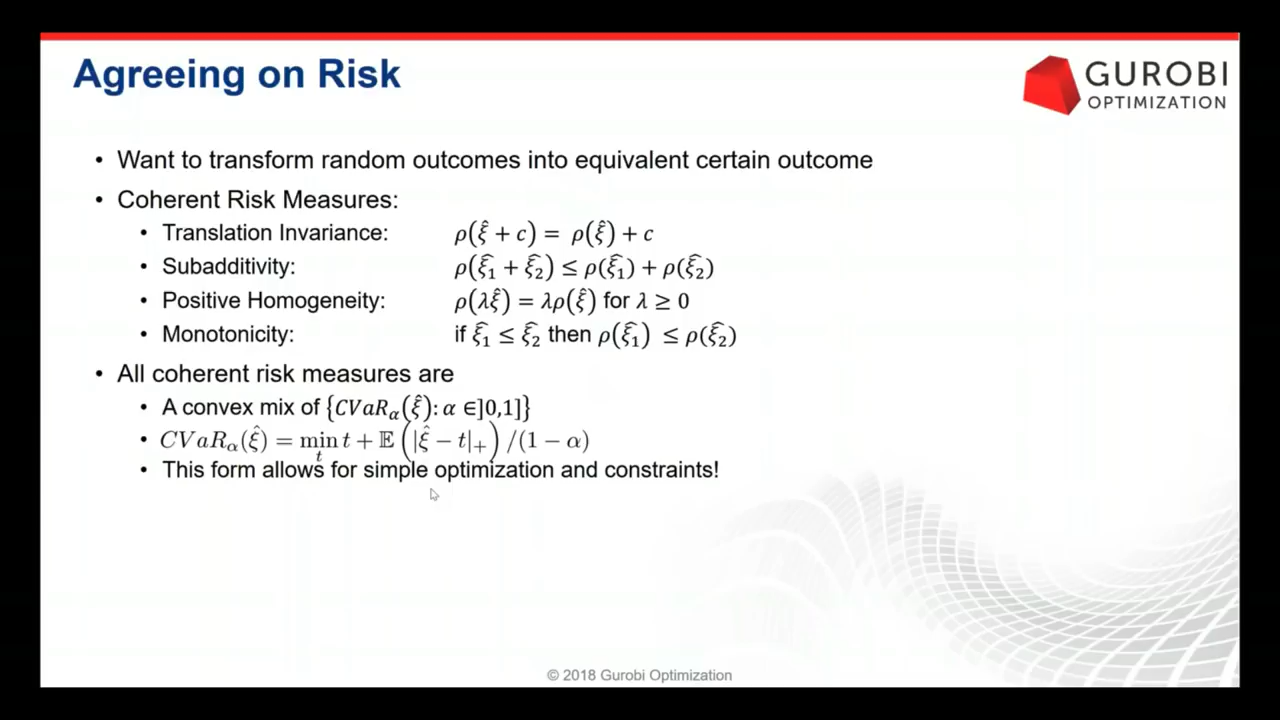 Agreeing on Risk
GUROBI
OPTIMIZATION
• Want to transform random outcomes into equivalent certain outcome
• Coherent Risk Measures:
• Translation Invariance: ρ(ξ̂ + c) = ρ(ξ̂) + c
• Subadditivity: ρ(ξ̂₁ + ξ̂₂) ≤ ρ(ξ̂₁) + ρ(ξ̂₂)
• Positive Homogeneity: ρ(λξ̂) = λρ(ξ̂) for λ ≥ 0
• Monotonicity: if ξ̂₁ ≤ ξ̂₂ then ρ(ξ̂₁) ≤ ρ(ξ̂₂)
• All coherent risk measures are
• A convex mix of {CVaRα(ξ̂): α ∈]0,1]}
• CVaRα(ξ̂) = min t + 𝔼 (|ξ̂ − t|₊) /(1 − α)
t
• This form allows for simple optimization and constraints!
© 2018 Gurobi Optimization